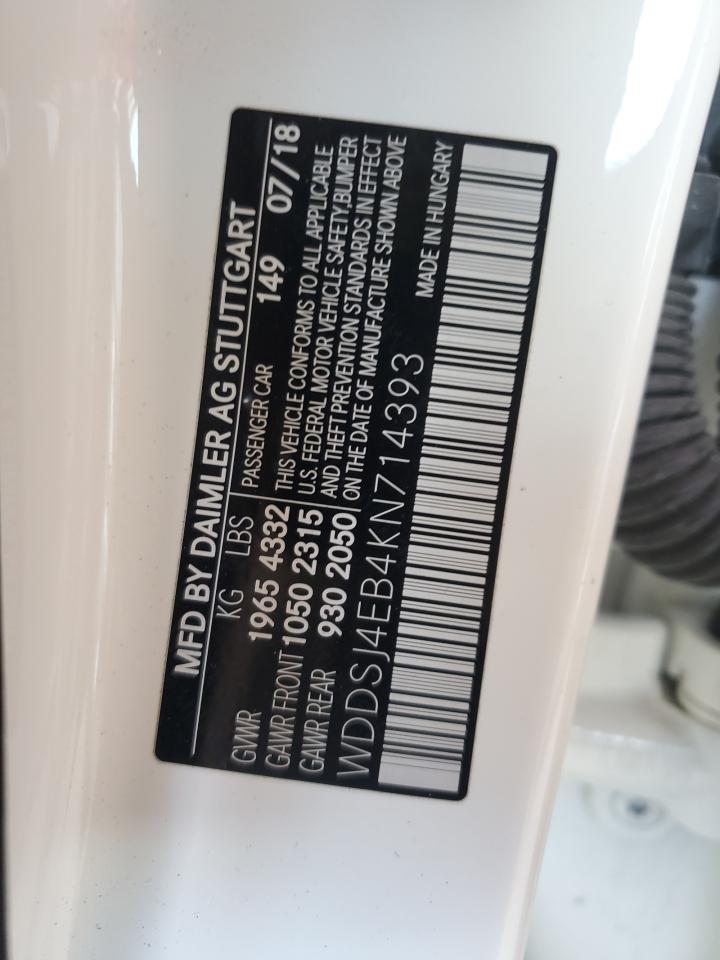 MFD BY DAIMLER AG STUTTGART
KG LBS PASSENGER CAR 149 07/18
GVWR 1965 4332 THIS VEHICLE CONFORMS TO ALL APPLICABLE
GAWR FRONT 1050 2315 U.S. FEDERAL MOTOR VEHICLE SAFETY,BUMPER
GAWR REAR 930 2050 AND THEFT PREVENTION STANDARDS IN EFFECT
ON THE DATE OF MANUFACTURE SHOWN ABOVE
WDDSJ4EB4KN714393 MADE IN HUNGARY